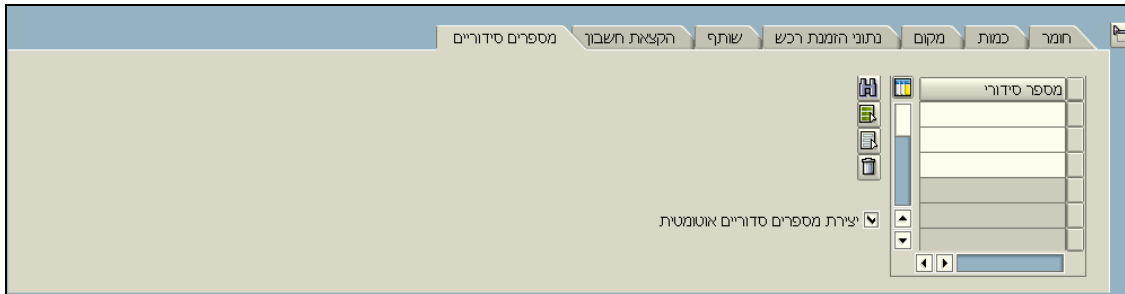 חומר כמות מקום נתוני הזמנת רכש שותף הקצאת חשבון מספרים סידוריים
מספר סידורי
יצירת מספרים סדוריים אוטומטית